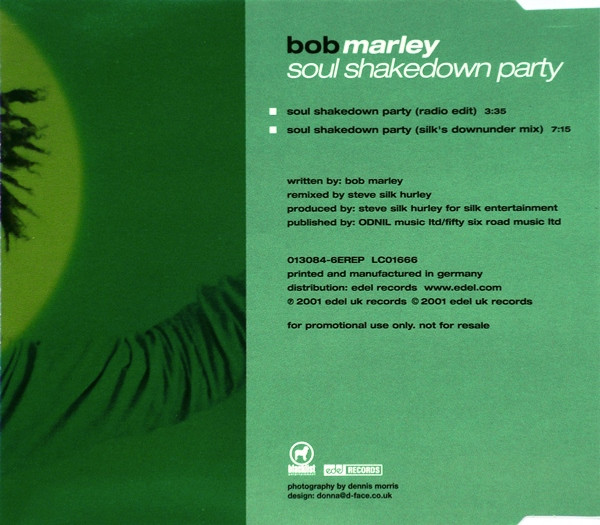 bob marley
soul shakedown party
soul shakedown party (radio edit) 3:35
soul shakedown party (silk's downunder mix) 7:15
written by: bob marley
remixed by steve silk hurley
produced by: steve silk hurley for silk entertainment
published by: ODNIL music ltd/fifty six road music ltd
013084-6EREP LC01666
printed and manufactured in germany
distribution: edel records www.edel.com
℗ 2001 edel uk records © 2001 edel uk records
for promotional use only. not for resale
blacklist
edel RECORDS
photography by dennis morris
design: donna@d-face.co.uk